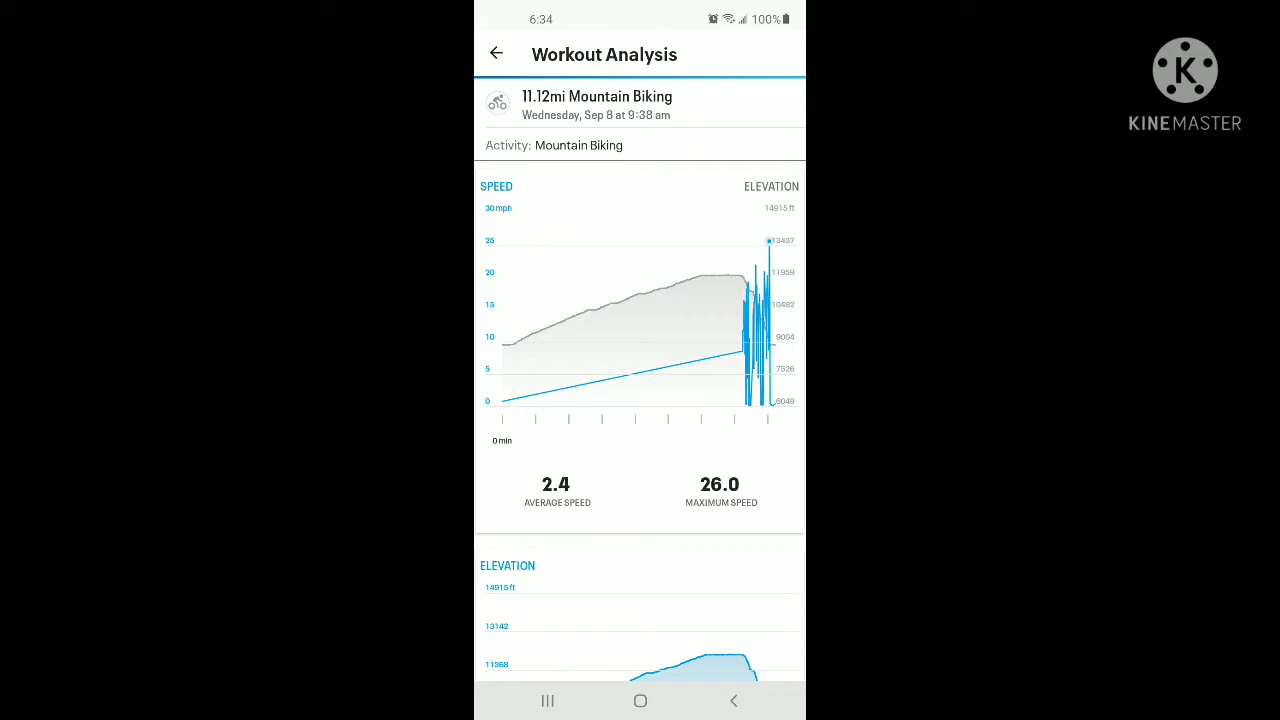 6:34
100%
Workout Analysis
11.12mi Mountain Biking
Wednesday, Sep 8 at 9:38 am
Activity: Mountain Biking
SPEED ELEVATION
30 mph 14915 ft
25 13437
20 11959
15 10482
10 9004
5 7526
0 6049
0 min
2.4 26.0
AVERAGE SPEED MAXIMUM SPEED
ELEVATION
14915 ft
13142
11368
K
KINEMASTER